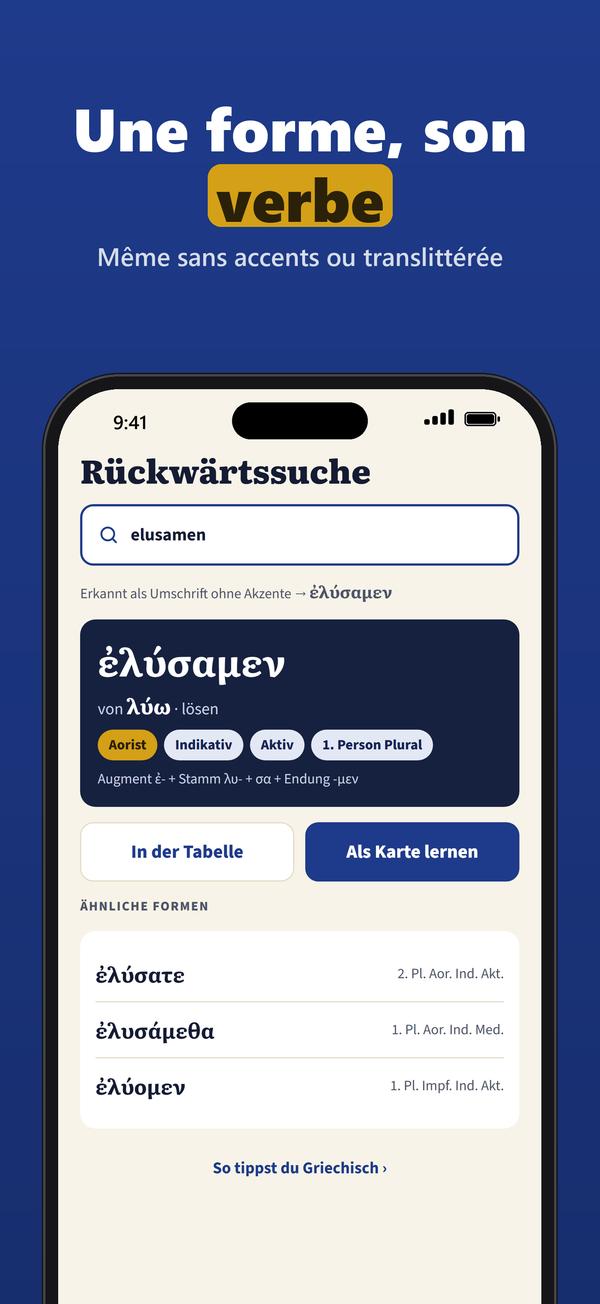 Une forme, son
verbe
Même sans accents ou translittérée
9:41
Rückwärtssuche
elusamen
Erkannt als Umschrift ohne Akzente → ἐλύσαμεν
ἐλύσαμεν
von λύω · lösen
Aorist Indikativ Aktiv 1. Person Plural
Augment ἐ- + Stamm λυ- + σα + Endung -μεν
In der Tabelle Als Karte lernen
ÄHNLICHE FORMEN
ἐλύσατε 2. Pl. Aor. Ind. Akt.
ἐλυσάμεθα 1. Pl. Aor. Ind. Med.
ἐλύομεν 1. Pl. Impf. Ind. Akt.
So tippst du Griechisch ›